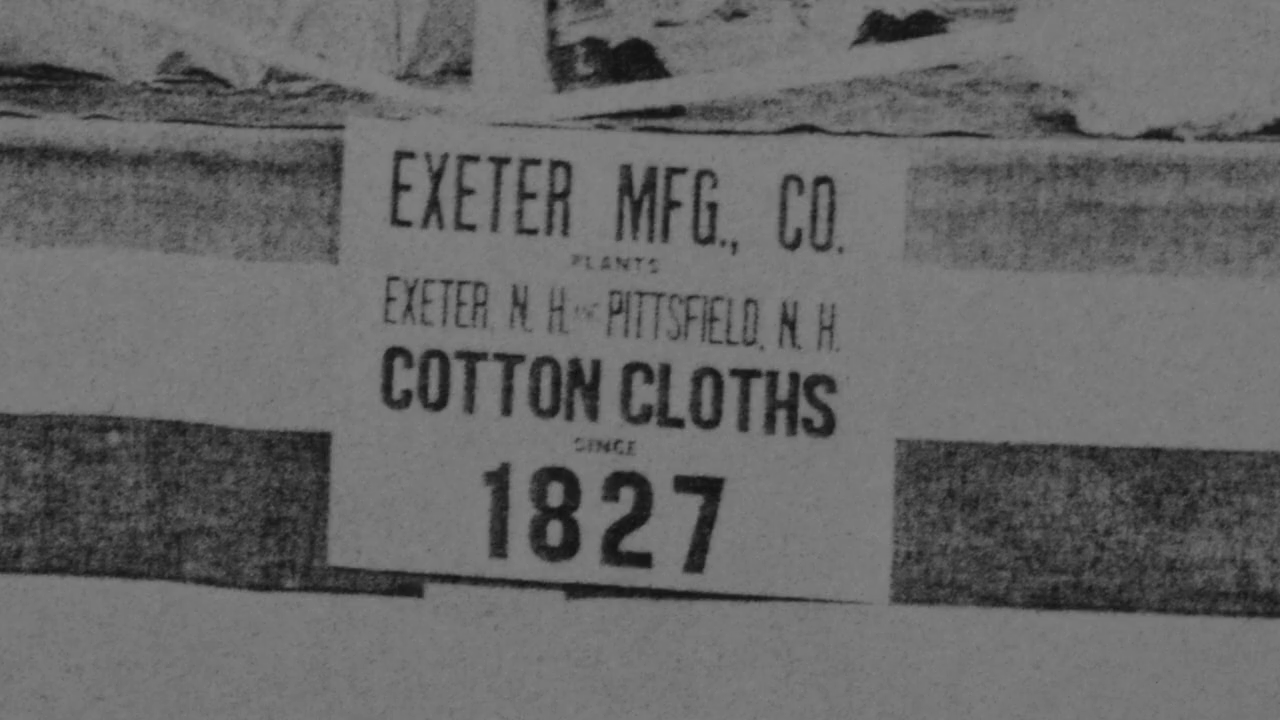 EXETER MFG., CO.
PLANTS
EXETER, N. H. PITTSFIELD, N. H.
COTTON CLOTHS
SINCE
1827